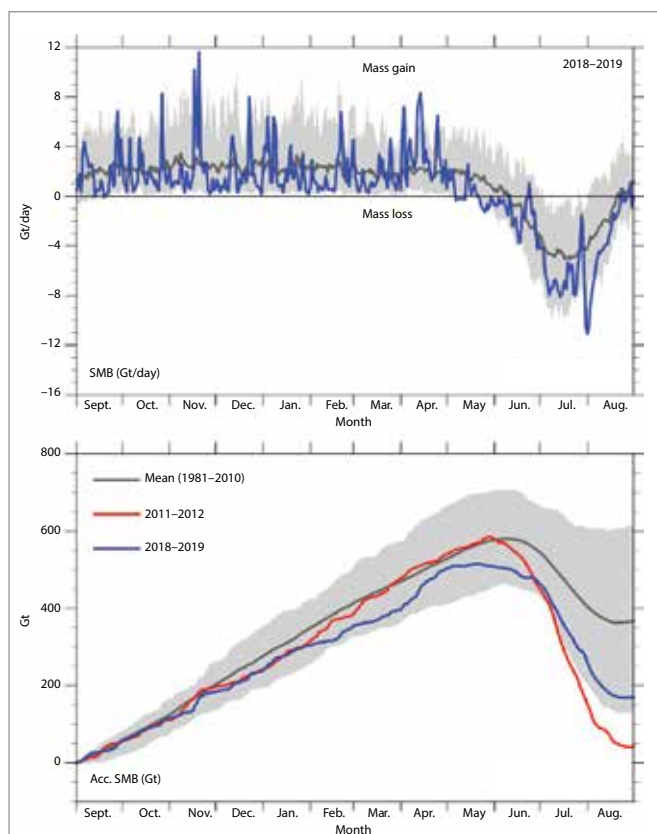 12
8
4
0
–4
–8
–12
–16
Gt/day
Mass gain
2018–2019
Mass loss
SMB (Gt/day)
Sept. Oct. Nov. Dec. Jan. Feb. Mar. Apr. May Jun. Jul. Aug.
Month
800
600
400
200
0
Gt
Mean (1981–2010)
2011–2012
2018–2019
Acc. SMB (Gt)
Sept. Oct. Nov. Dec. Jan. Feb. Mar. Apr. May Jun. Jul. Aug.
Month